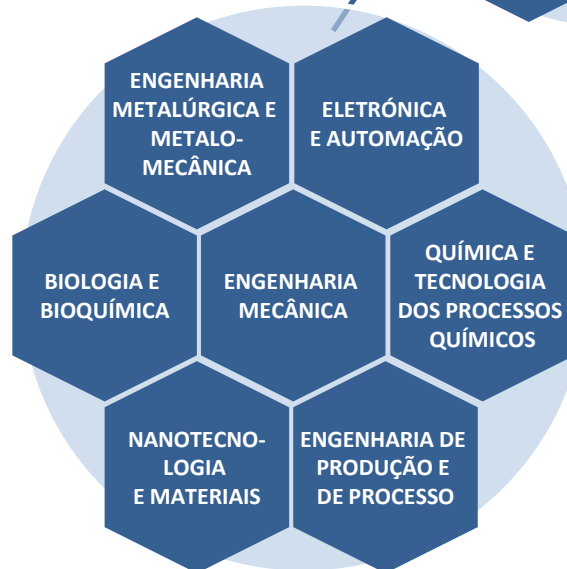 ENGENHARIA
METALÚRGICA E
METALO-
MECÂNICA
ELETRÓNICA
E AUTOMAÇÃO
BIOLOGIA E
BIOQUÍMICA
ENGENHARIA
MECÂNICA
QUÍMICA E
TECNOLOGIA
DOS PROCESSOS
QUÍMICOS
NANOTECNO-
LOGIA
E MATERIAIS
ENGENHARIA DE
PRODUÇÃO E
DE PROCESSO